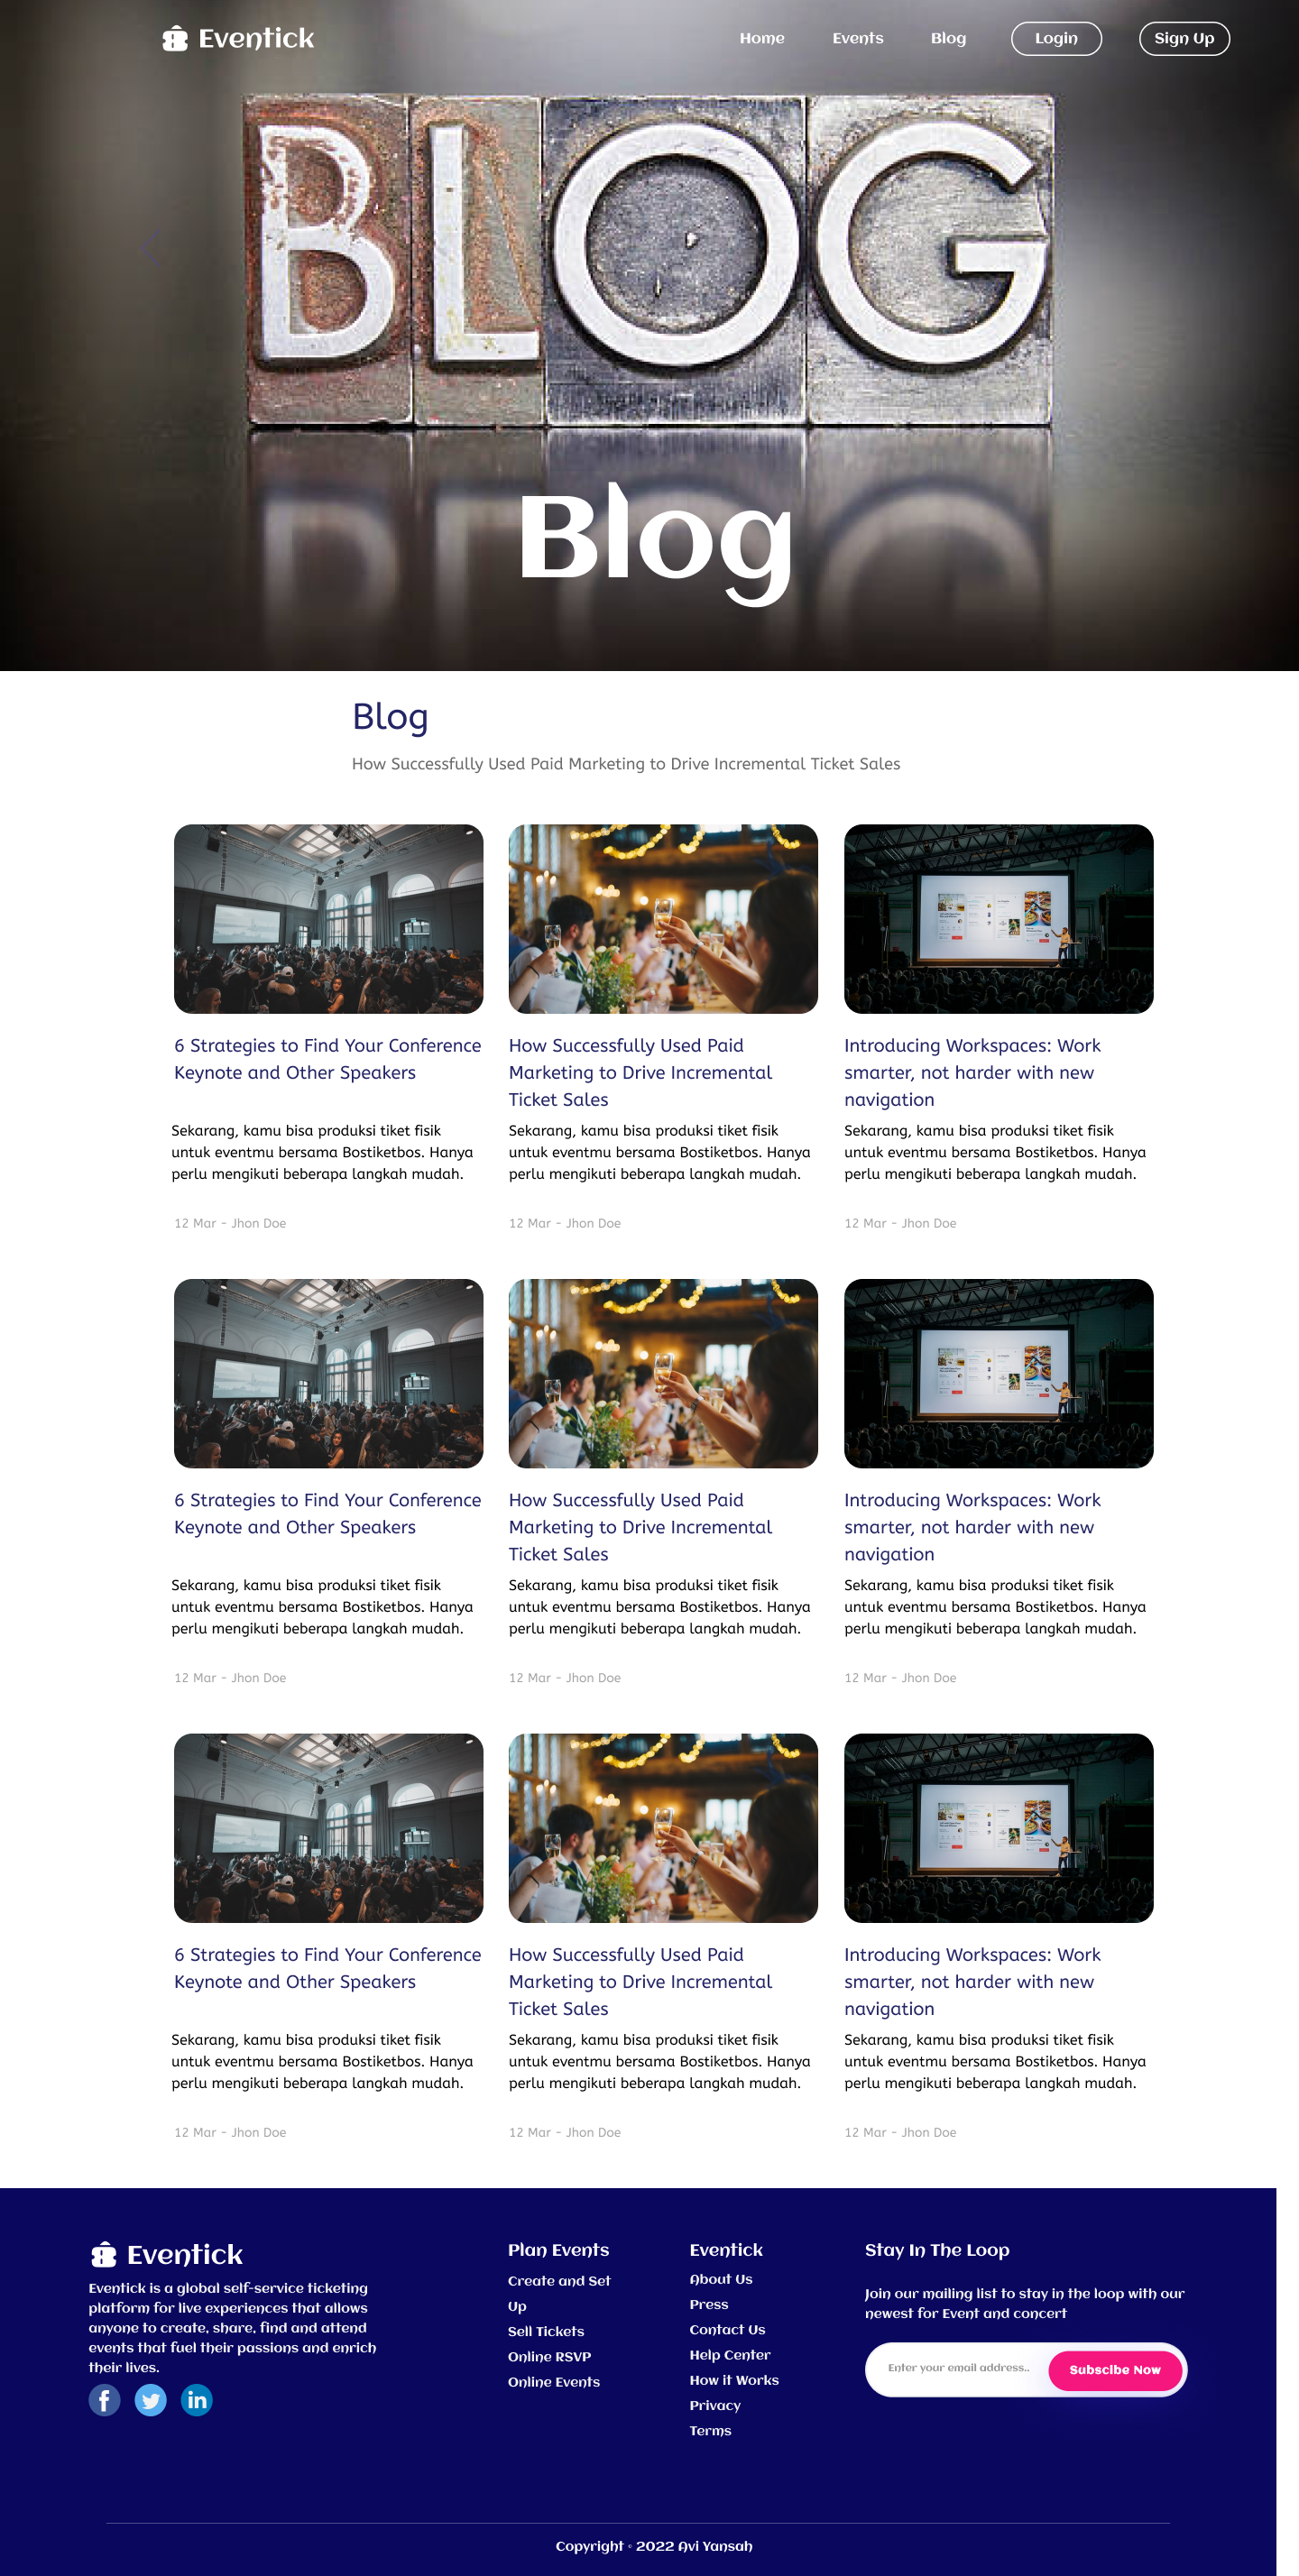 Eventick
Home
Events
Blog
Login
Sign Up
BLOG
Blog
Blog
How Successfully Used Paid Marketing to Drive Incremental Ticket Sales
6 Strategies to Find Your Conference
Keynote and Other Speakers
Sekarang, kamu bisa produksi tiket fisik
untuk eventmu bersama Bostiketbos. Hanya
perlu mengikuti beberapa langkah mudah.
12 Mar - Jhon Doe
How Successfully Used Paid
Marketing to Drive Incremental
Ticket Sales
Sekarang, kamu bisa produksi tiket fisik
untuk eventmu bersama Bostiketbos. Hanya
perlu mengikuti beberapa langkah mudah.
12 Mar - Jhon Doe
Introducing Workspaces: Work
smarter, not harder with new
navigation
Sekarang, kamu bisa produksi tiket fisik
untuk eventmu bersama Bostiketbos. Hanya
perlu mengikuti beberapa langkah mudah.
12 Mar - Jhon Doe
6 Strategies to Find Your Conference
Keynote and Other Speakers
Sekarang, kamu bisa produksi tiket fisik
untuk eventmu bersama Bostiketbos. Hanya
perlu mengikuti beberapa langkah mudah.
12 Mar - Jhon Doe
How Successfully Used Paid
Marketing to Drive Incremental
Ticket Sales
Sekarang, kamu bisa produksi tiket fisik
untuk eventmu bersama Bostiketbos. Hanya
perlu mengikuti beberapa langkah mudah.
12 Mar - Jhon Doe
Introducing Workspaces: Work
smarter, not harder with new
navigation
Sekarang, kamu bisa produksi tiket fisik
untuk eventmu bersama Bostiketbos. Hanya
perlu mengikuti beberapa langkah mudah.
12 Mar - Jhon Doe
6 Strategies to Find Your Conference
Keynote and Other Speakers
Sekarang, kamu bisa produksi tiket fisik
untuk eventmu bersama Bostiketbos. Hanya
perlu mengikuti beberapa langkah mudah.
12 Mar - Jhon Doe
How Successfully Used Paid
Marketing to Drive Incremental
Ticket Sales
Sekarang, kamu bisa produksi tiket fisik
untuk eventmu bersama Bostiketbos. Hanya
perlu mengikuti beberapa langkah mudah.
12 Mar - Jhon Doe
Introducing Workspaces: Work
smarter, not harder with new
navigation
Sekarang, kamu bisa produksi tiket fisik
untuk eventmu bersama Bostiketbos. Hanya
perlu mengikuti beberapa langkah mudah.
12 Mar - Jhon Doe
Eventick
Eventick is a global self-service ticketing
platform for live experiences that allows
anyone to create, share, find and attend
events that fuel their passions and enrich
their lives.
Plan Events
Create and Set
Up
Sell Tickets
Online RSVP
Online Events
Eventick
About Us
Press
Contact Us
Help Center
How it Works
Privacy
Terms
Stay In The Loop
Join our mailing list to stay in the loop with our
newest for Event and concert
Enter your email address..
Subscibe Now
Copyright © 2022 Avi Yansah